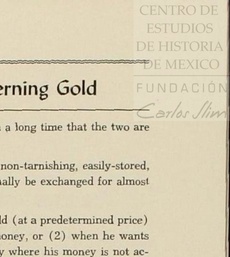 CENTRO DE
ESTUDIOS
DE HISTORIA
DE MEXICO
FUNDACIÓN
Carlos Slim
erning Gold
a long time that the two are
non-tarnishing, easily-stored,
ally be exchanged for almost
ld (at a predetermined price)
oney, or (2) when he wants
y where his money is not ac-